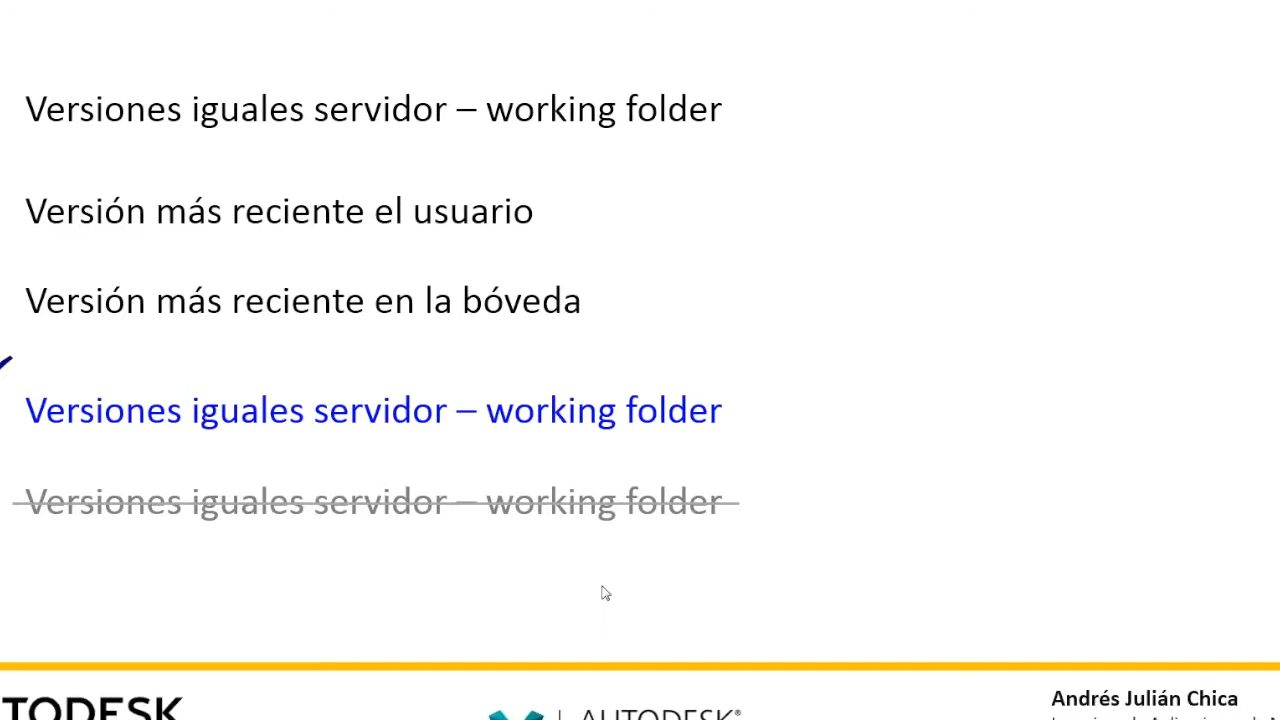 Versiones iguales servidor – working folder
Versión más reciente el usuario
Versión más reciente en la bóveda
Versiones iguales servidor – working folder
Versiones iguales servidor – working folder
TODESK
| AUTODESK®
Andrés Julián Chica